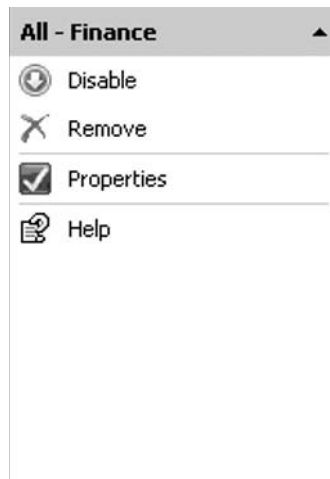 All - Finance
Disable
Remove
Properties
Help